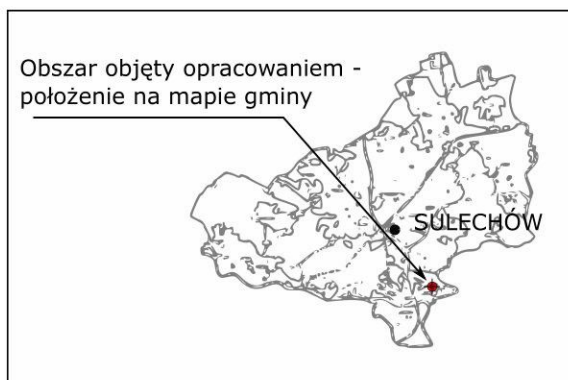 Obszar objęty opracowaniem -
położenie na mapie gminy
SULECHÓW